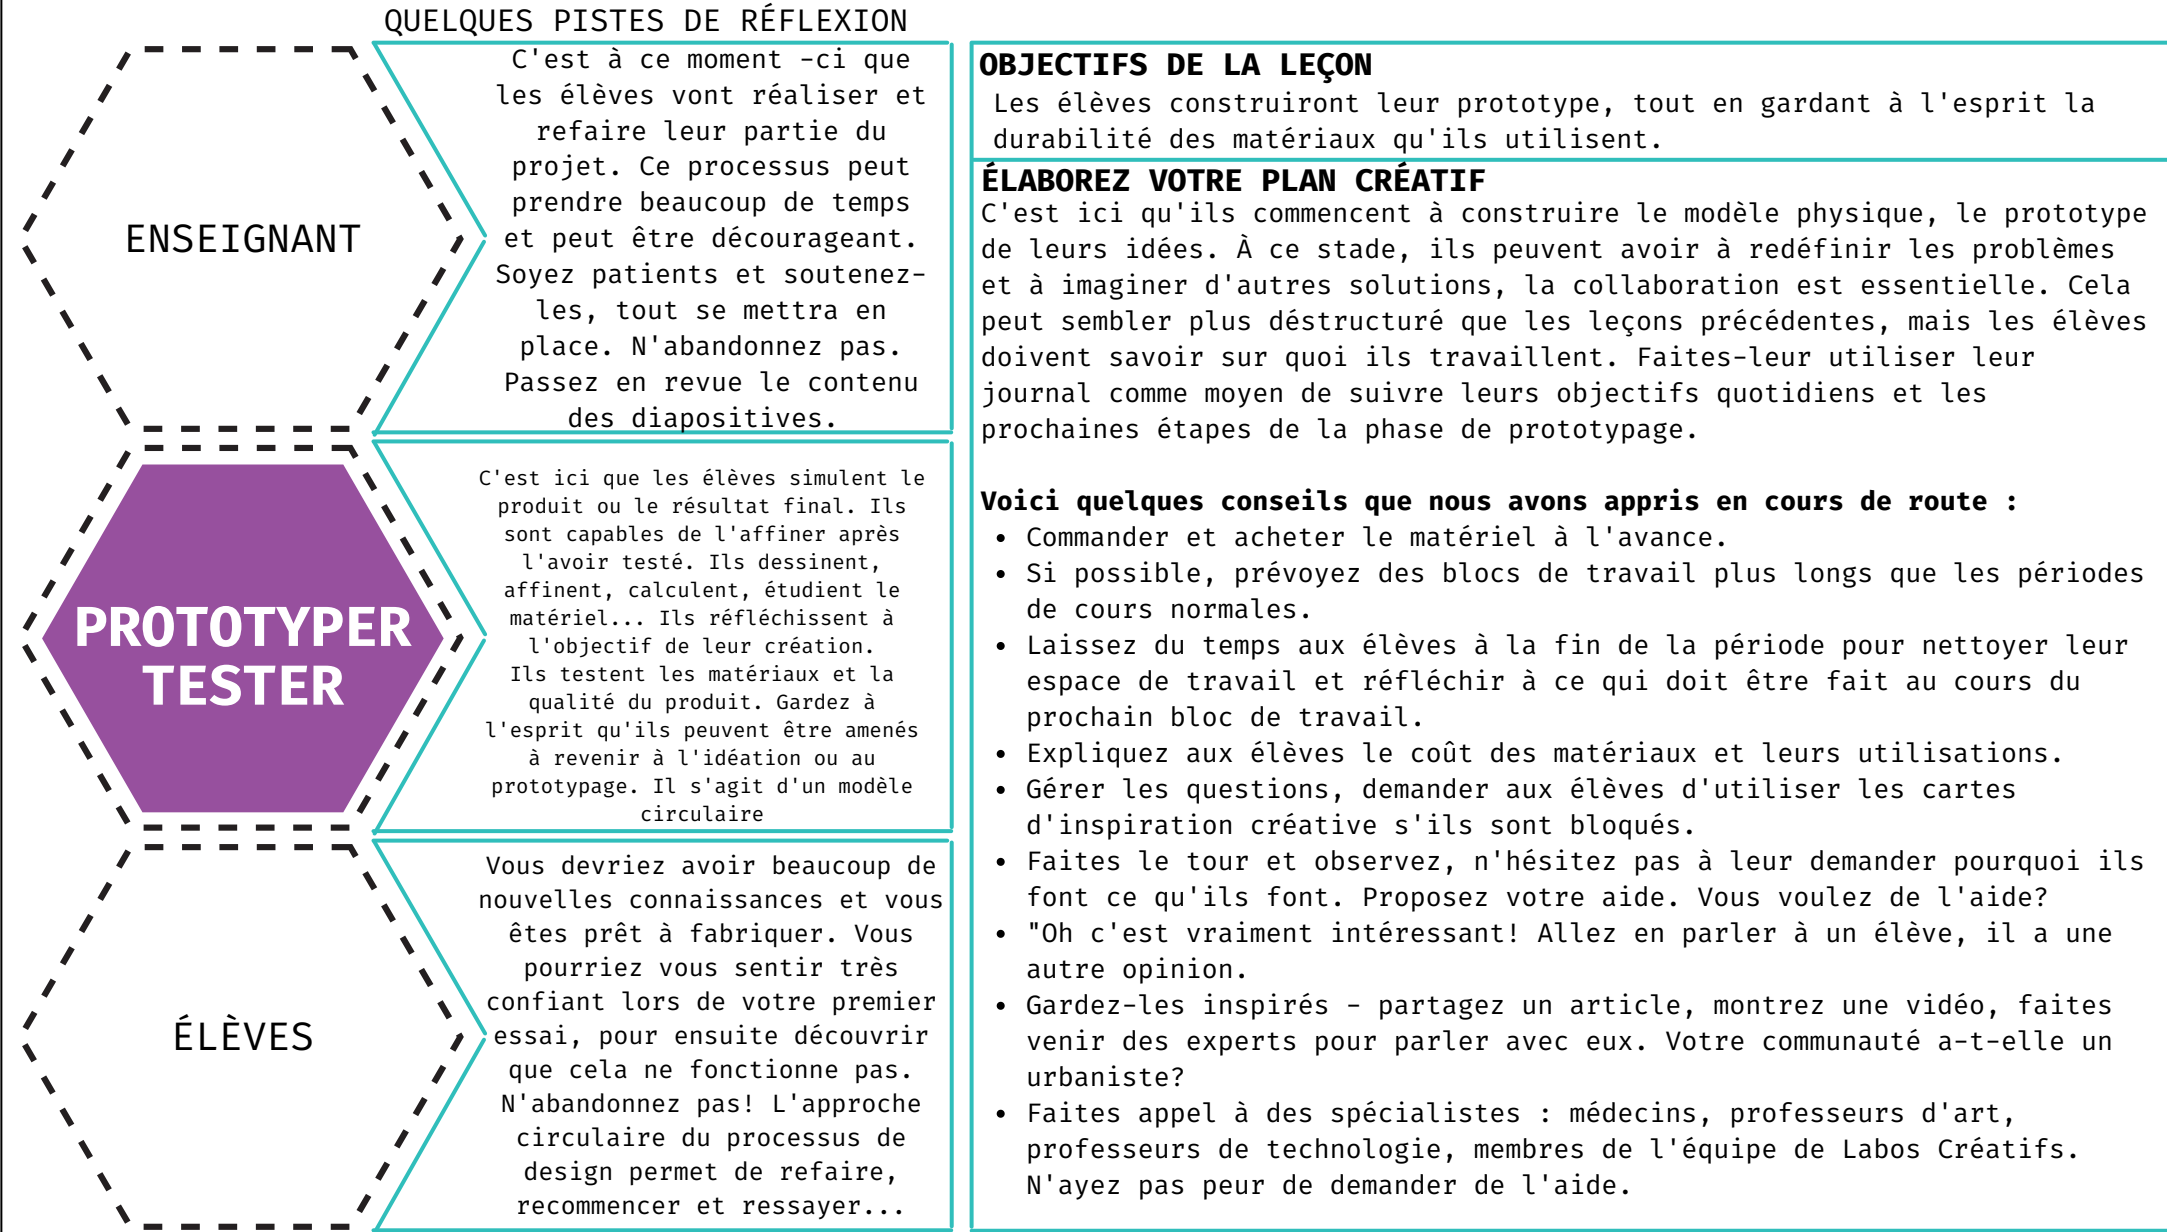 QUELQUES PISTES DE RÉFLEXION
ENSEIGNANT
C'est à ce moment -ci que
les élèves vont réaliser et
refaire leur partie du
projet. Ce processus peut
prendre beaucoup de temps
et peut être décourageant.
Soyez patients et soutenez-
les, tout se mettra en
place. N'abandonnez pas.
Passez en revue le contenu
des diapositives.
PROTOTYPER
TESTER
C'est ici que les élèves simulent le
produit ou le résultat final. Ils
sont capables de l'affiner après
l'avoir testé. Ils dessinent,
affinent, calculent, étudient le
matériel... Ils réfléchissent à
l'objectif de leur création.
Ils testent les matériaux et la
qualité du produit. Gardez à
l'esprit qu'ils peuvent être amenés
à revenir à l'idéation ou au
prototypage. Il s'agit d'un modèle
circulaire
ÉLÈVES
Vous devriez avoir beaucoup de
nouvelles connaissances et vous
êtes prêt à fabriquer. Vous
pourriez vous sentir très
confiant lors de votre premier
essai, pour ensuite découvrir
que cela ne fonctionne pas.
N'abandonnez pas! L'approche
circulaire du processus de
design permet de refaire,
recommencer et ressayer...
OBJECTIFS DE LA LEÇON
Les élèves construiront leur prototype, tout en gardant à l'esprit la
durabilité des matériaux qu'ils utilisent.
ÉLABOREZ VOTRE PLAN CRÉATIF
C'est ici qu'ils commencent à construire le modèle physique, le prototype
de leurs idées. À ce stade, ils peuvent avoir à redéfinir les problèmes
et à imaginer d'autres solutions, la collaboration est essentielle. Cela
peut sembler plus déstructuré que les leçons précédentes, mais les élèves
doivent savoir sur quoi ils travaillent. Faites-leur utiliser leur
journal comme moyen de suivre leurs objectifs quotidiens et les
prochaines étapes de la phase de prototypage.
Voici quelques conseils que nous avons appris en cours de route :
• Commander et acheter le matériel à l'avance.
• Si possible, prévoyez des blocs de travail plus longs que les périodes
de cours normales.
• Laissez du temps aux élèves à la fin de la période pour nettoyer leur
espace de travail et réfléchir à ce qui doit être fait au cours du
prochain bloc de travail.
• Expliquez aux élèves le coût des matériaux et leurs utilisations.
• Gérer les questions, demander aux élèves d'utiliser les cartes
d'inspiration créative s'ils sont bloqués.
• Faites le tour et observez, n'hésitez pas à leur demander pourquoi ils
font ce qu'ils font. Proposez votre aide. Vous voulez de l'aide?
• "Oh c'est vraiment intéressant! Allez en parler à un élève, il a une
autre opinion.
• Gardez-les inspirés - partagez un article, montrez une vidéo, faites
venir des experts pour parler avec eux. Votre communauté a-t-elle un
urbaniste?
• Faites appel à des spécialistes : médecins, professeurs d'art,
professeurs de technologie, membres de l'équipe de Labos Créatifs.
N'ayez pas peur de demander de l'aide.